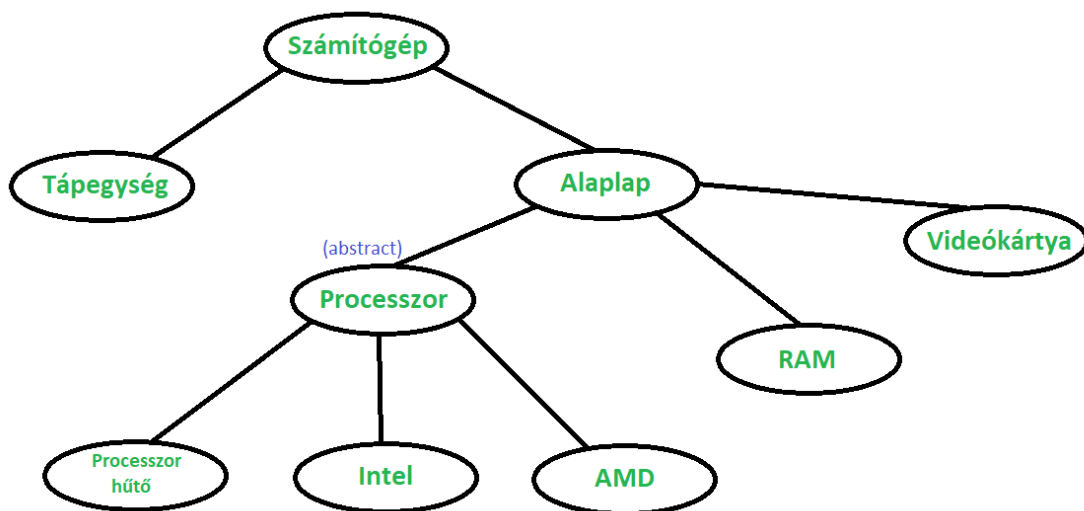 Számítógép
Tápegység
Alaplap
Videókártya
(abstract)
Processzor
RAM
Processzor
hűtő
Intel
AMD